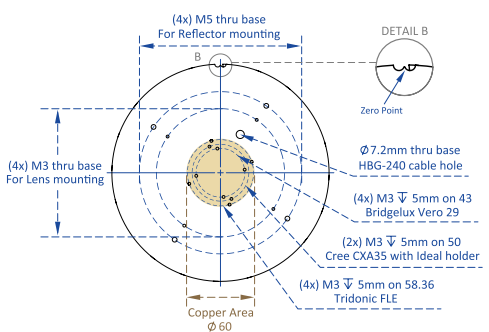 (4x) M5 thru base
For Reflector mounting
DETAIL B
B
Zero Point
(4x) M3 thru base
For Lens mounting
Ø7.2mm thru base
HBG-240 cable hole
(4x) M3 ↧ 5mm on 43
Bridgelux Vero 29
(2x) M3 ↧ 5mm on 50
Cree CXA35 with Ideal holder
(4x) M3 ↧ 5mm on 58.36
Tridonic FLE
Copper Area
Ø 60